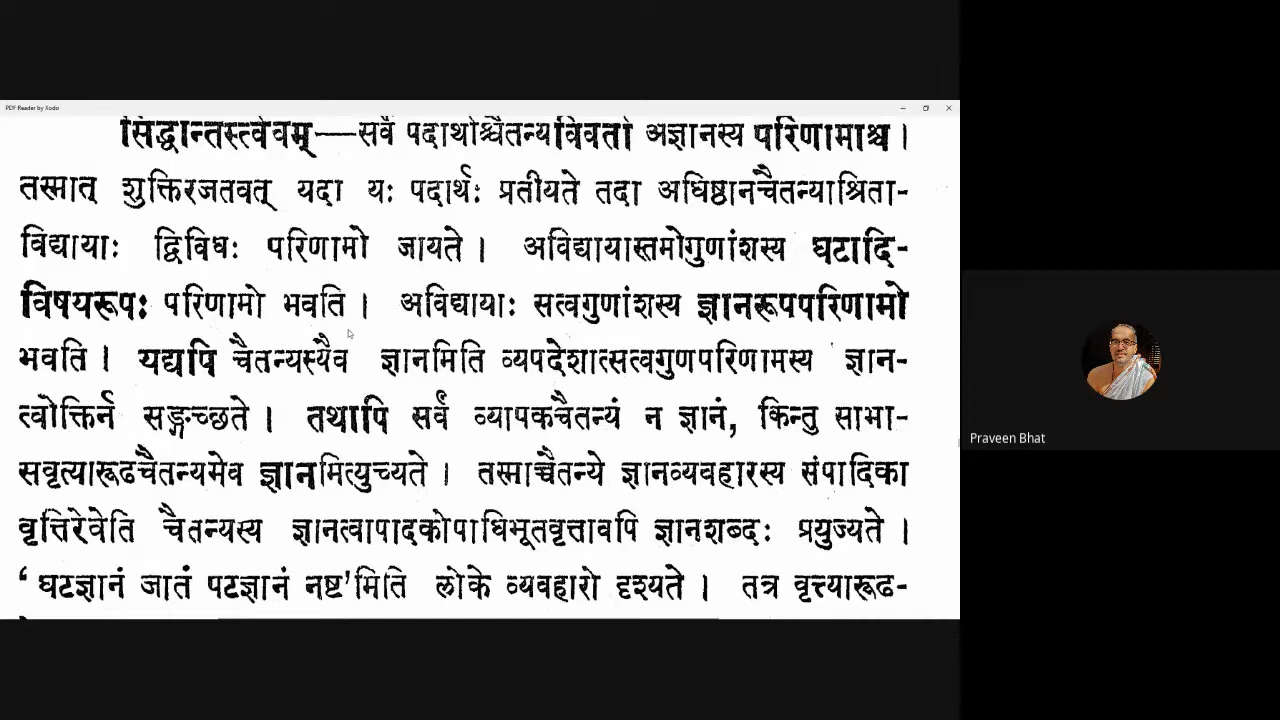 PDF Reader by Xodo
सिद्धान्तस्त्वेवम्—सर्वे पदार्थाश्चैतन्यविवर्ता अज्ञानस्य परिणामाश्च ।
तस्मात् शुक्तिरजतवत् यदा यः पदार्थः प्रतीयते तदा अधिष्ठानचैतन्याश्रिता-
विद्यायाः द्विविधः परिणामो जायते । अविद्यायास्तमोगुणांशस्य घटादि-
विषयरूपः परिणामो भवति । अविद्यायाः सत्वगुणांशस्य ज्ञानरूपपरिणामो
भवति । यद्यपि चैतन्यस्यैव ज्ञानमिति व्यपदेशात्सत्वगुणपरिणामस्य ज्ञान-
त्वोक्तिर्न सङ्गच्छते । तथापि सर्वं व्यापकचैतन्यं न ज्ञानं, किन्तु साभा-
सवृत्यारूढचैतन्यमेव ज्ञानमित्युच्यते । तस्माच्चैतन्ये ज्ञानव्यवहारस्य संपादिका
वृत्तिरेवेति चैतन्यस्य ज्ञानत्वापादकोपाधिभूतवृत्तावपि ज्ञानशब्दः प्रयुज्यते ।
‘ घटज्ञानं जातं पटज्ञानं नष्ट’मिति लोके व्यवहारो दृश्यते । तत्र वृत्त्यारूढ-
Praveen Bhat